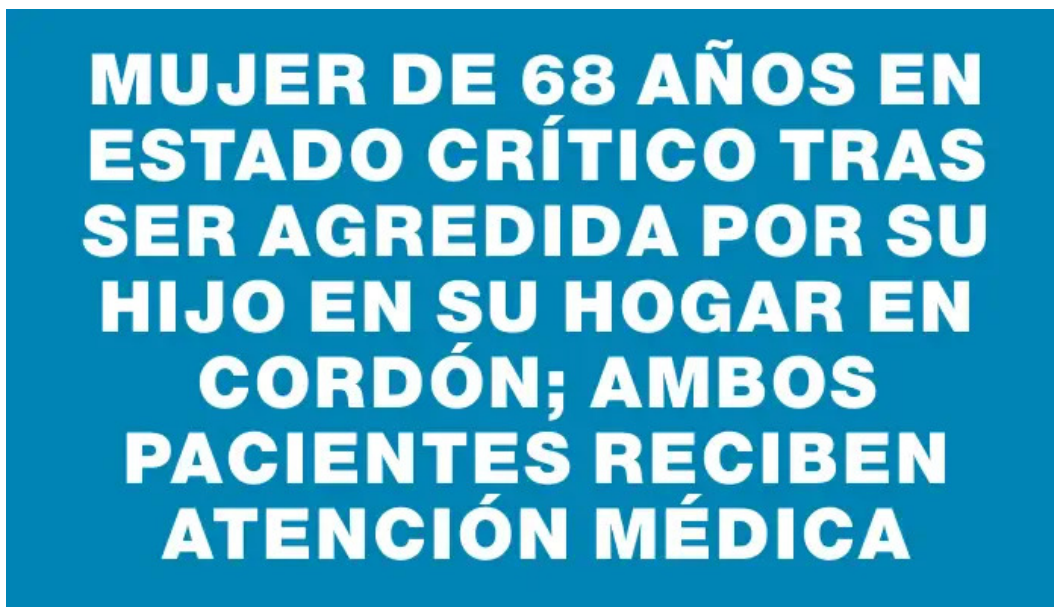 MUJER DE 68 AÑOS EN
ESTADO CRÍTICO TRAS
SER AGREDIDA POR SU
HIJO EN SU HOGAR EN
CORDÓN; AMBOS
PACIENTES RECIBEN
ATENCIÓN MÉDICA